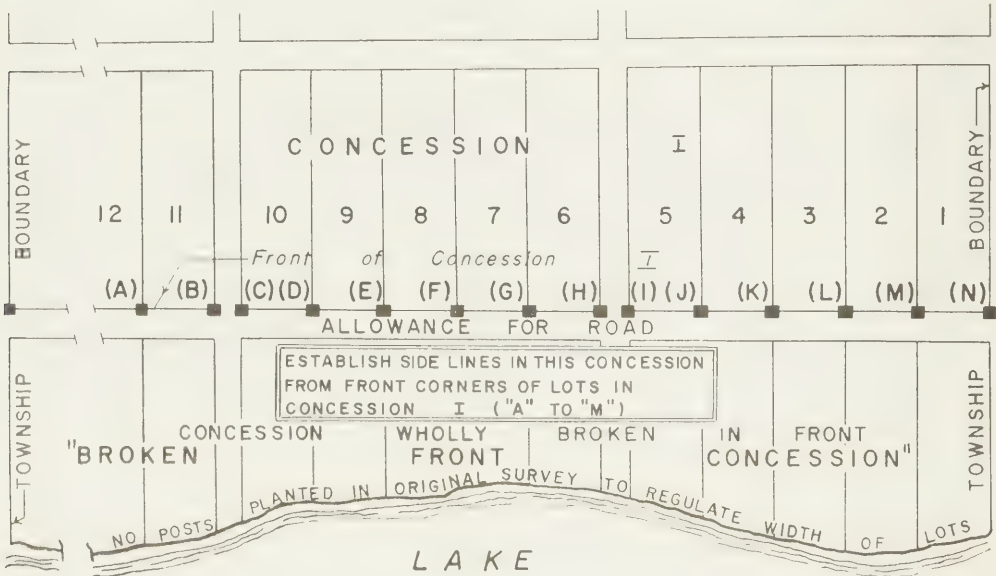 CONCESSION I
12 11 10 9 8 7 6 5 4 3 2 1
BOUNDARY
BOUNDARY
Front of Concession I
(A) (B) (C) (D) (E) (F) (G) (H) (I) (J) (K) (L) (M) (N)
ALLOWANCE FOR ROAD
ESTABLISH SIDE LINES IN THIS CONCESSION
FROM FRONT CORNERS OF LOTS IN
CONCESSION I ("A" TO "M")
TOWNSHIP
TOWNSHIP
CONCESSION WHOLLY BROKEN IN FRONT
"BROKEN FRONT CONCESSION"
NO POSTS PLANTED IN ORIGINAL SURVEY TO REGULATE WIDTH OF LOTS
LAKE